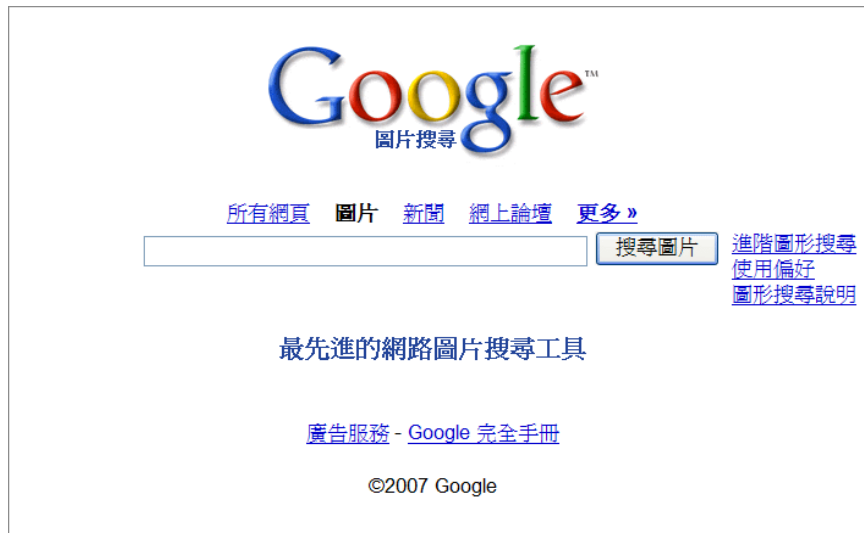 Google™
圖片搜尋
所有網頁 圖片 新聞 網上論壇 更多 »
搜尋圖片
進階圖形搜尋
使用偏好
圖形搜尋說明
最先進的網路圖片搜尋工具
廣告服務 - Google 完全手冊
©2007 Google